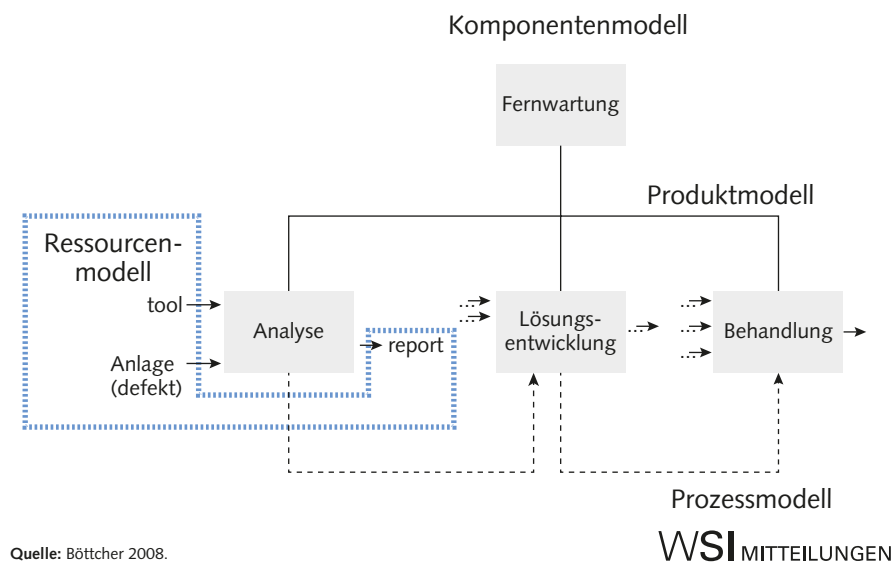 Komponentenmodell
Fernwartung
Produktmodell
Ressourcen-
modell
tool
Anlage
(defekt)
Analyse
report
...
...
Lösungs-
entwicklung
...
...
...
...
Behandlung
Prozessmodell
Quelle: Böttcher 2008.
WSI MITTEILUNGEN